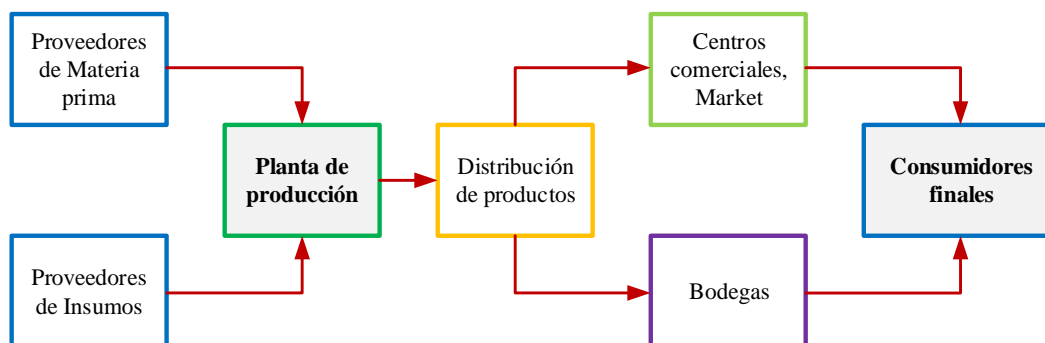 Proveedores
de Materia
prima
Proveedores
de Insumos
Planta de
producción
Distribución
de productos
Centros
comerciales,
Market
Bodegas
Consumidores
finales